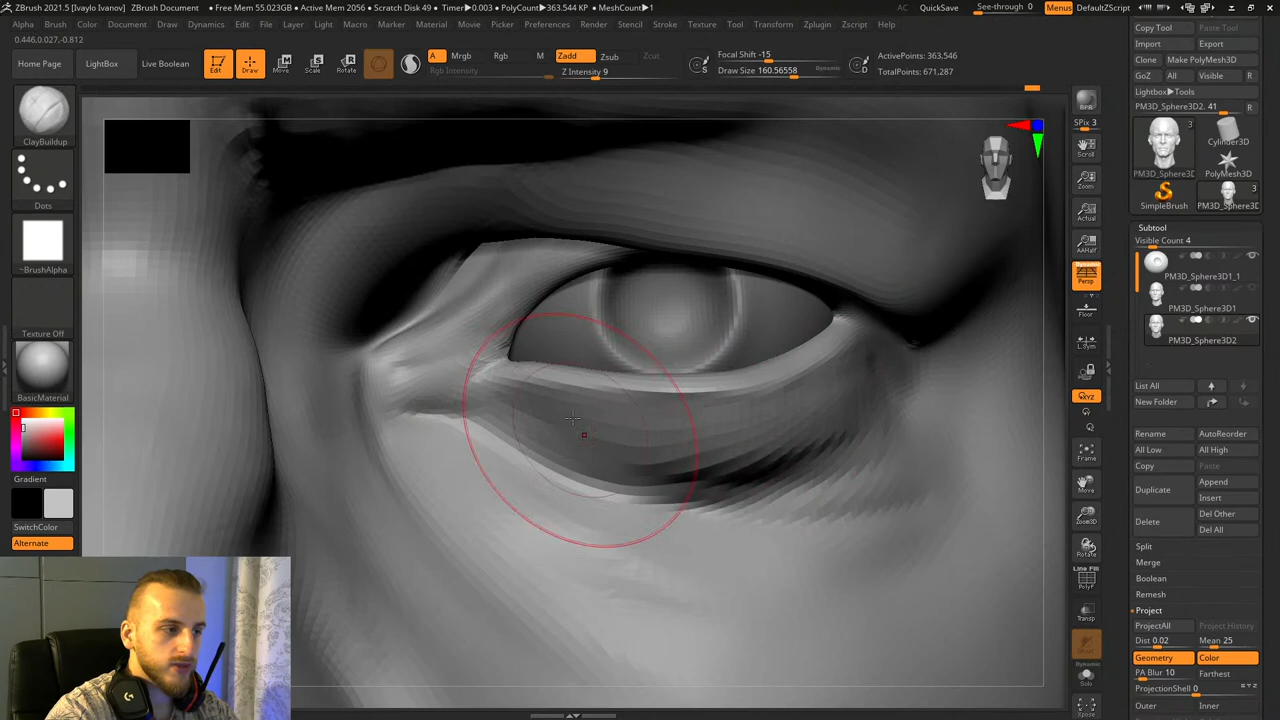 ZBrush 2021.5 [Ivaylo Ivanov]
ZBrush Document
• Free Mem 55.023GB • Active Mem 2056 • Scratch Disk 49 • Timer▶0.003 • PolyCount▶363.544 KP • MeshCount▶1
AC QuickSave See-through 0 Menus DefaultZScript
Alpha Brush Color Document Draw Dynamics Edit File Layer Light Macro Marker Material Movie Picker Preferences Render Stencil Stroke Texture Tool Transform Zplugin Zscript Help
0.446,0.027,-0.812
Home Page LightBox Live Boolean
Edit Draw Move Scale Rotate
A Mrgb Rgb M
Rgb Intensity
Zadd Zsub Zcut
Z Intensity 9
Focal Shift -15
Draw Size 160.56558 Dynamic
S
D
ActivePoints: 363,546
TotalPoints: 671,287
ClayBuildup
Dots
~BrushAlpha
Texture Off
BasicMaterial
Gradient
SwitchColor
Alternate
BPR
SPix 3
Scroll
Zoom
Actual
AAHalf
Dynamic
Persp
Floor
L.Sym
XYZ
Frame
Move
Zoom3D
Rotate
Line Fill
PolyF
Transp
Dynamic
Solo
Xpose
Copy Tool Paste Tool
Import Export
Clone Make PolyMesh3D
GoZ All Visible R
Lightbox▶Tools
PM3D_Sphere3D2. 41 R
3
Cylinder3D
PM3D_Sphere3D PolyMesh3D
3
SimpleBrush PM3D_Sphere3D
Subtool
Visible Count 4
PM3D_Sphere3D1_1
PM3D_Sphere3D1
PM3D_Sphere3D2
List All
New Folder
Rename AutoReorder
All Low All High
Copy Paste
Duplicate Append
Insert
Delete Del Other
Del All
Split
Merge
Boolean
Remesh
Project
ProjectAll Project History
Dist 0.02 Mean 25
Geometry Color
PA Blur 10 Farthest
ProjectionShell 0
Outer Inner